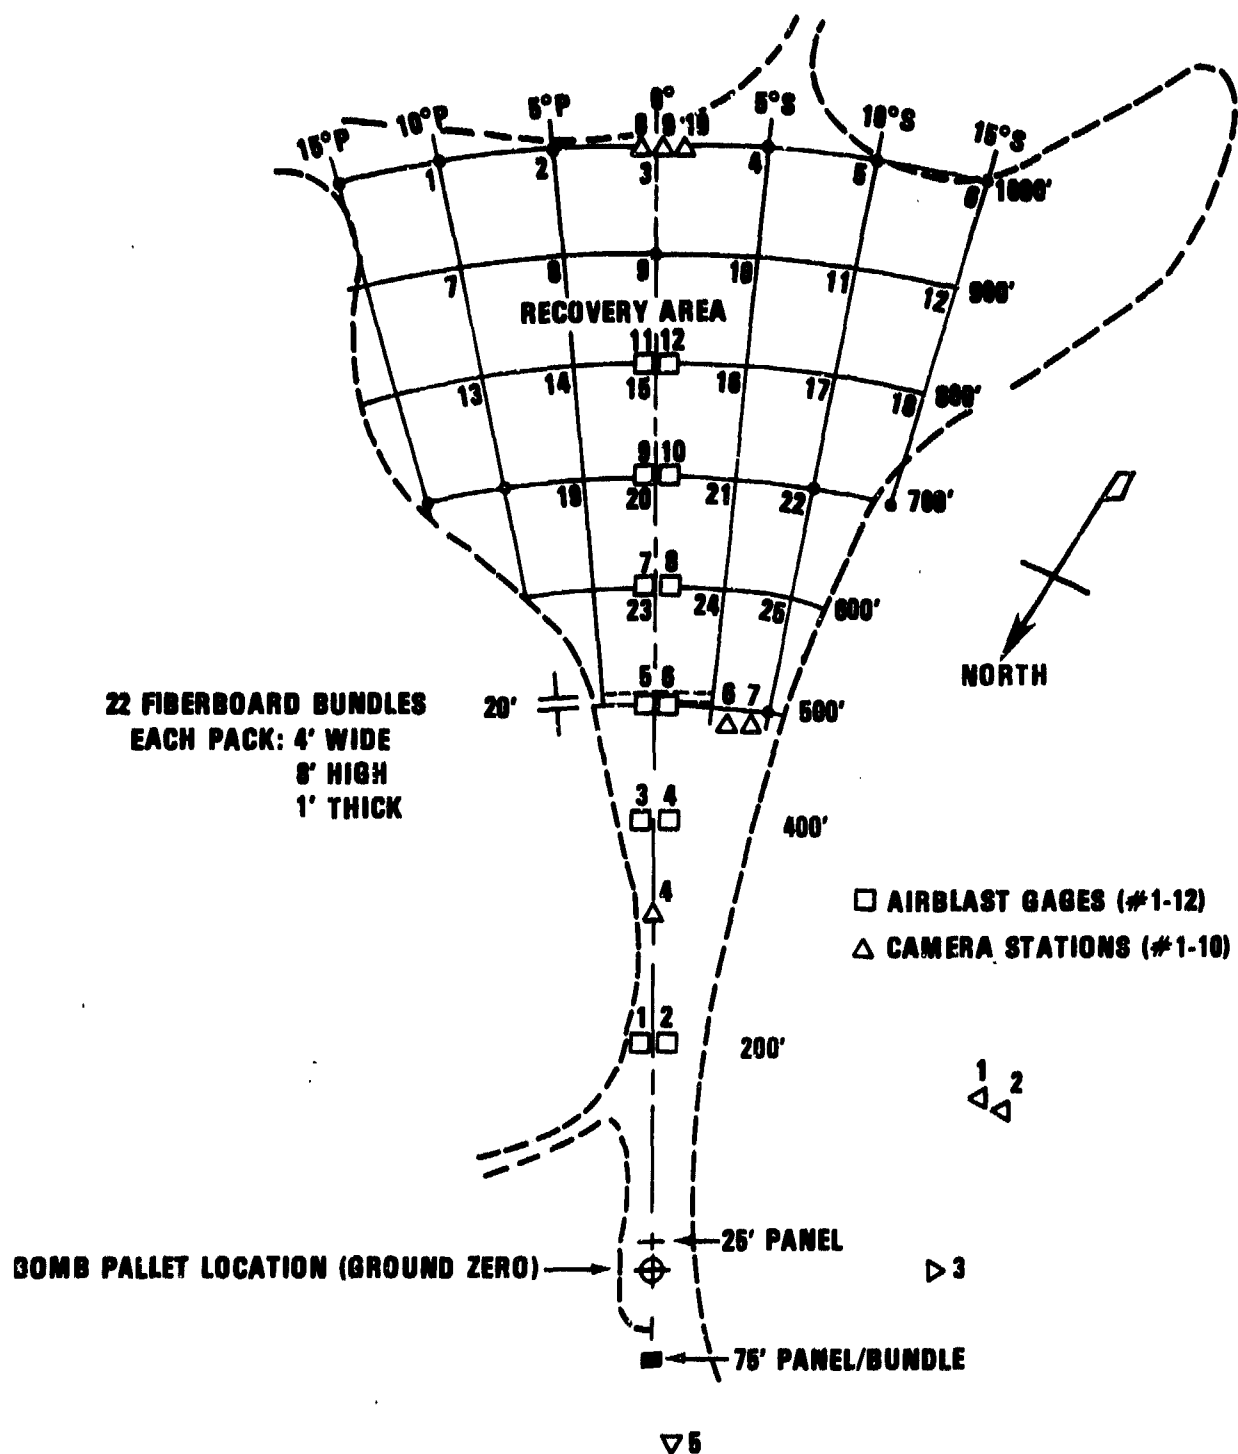 15°P 10°P 5°P 0° 5°S 10°S 15°S
8 9 10
1 2 3 4 5 6 1000'
7 8 9 10 11 12 900'
RECOVERY AREA
11 12
13 14 15 16 17 18 800'
9 10
19 20 21 22 700'
7 8
23 24 25 600'
NORTH
22 FIBERBOARD BUNDLES
EACH PACK: 4' WIDE
8' HIGH
1' THICK
20'
5 6 6 7
500'
3 4
400'
4
□ AIRBLAST GAGES (#1-12)
△ CAMERA STATIONS (#1-10)
1 2
200'
1 2
25' PANEL
BOMB PALLET LOCATION (GROUND ZERO)
3
75' PANEL/BUNDLE
5